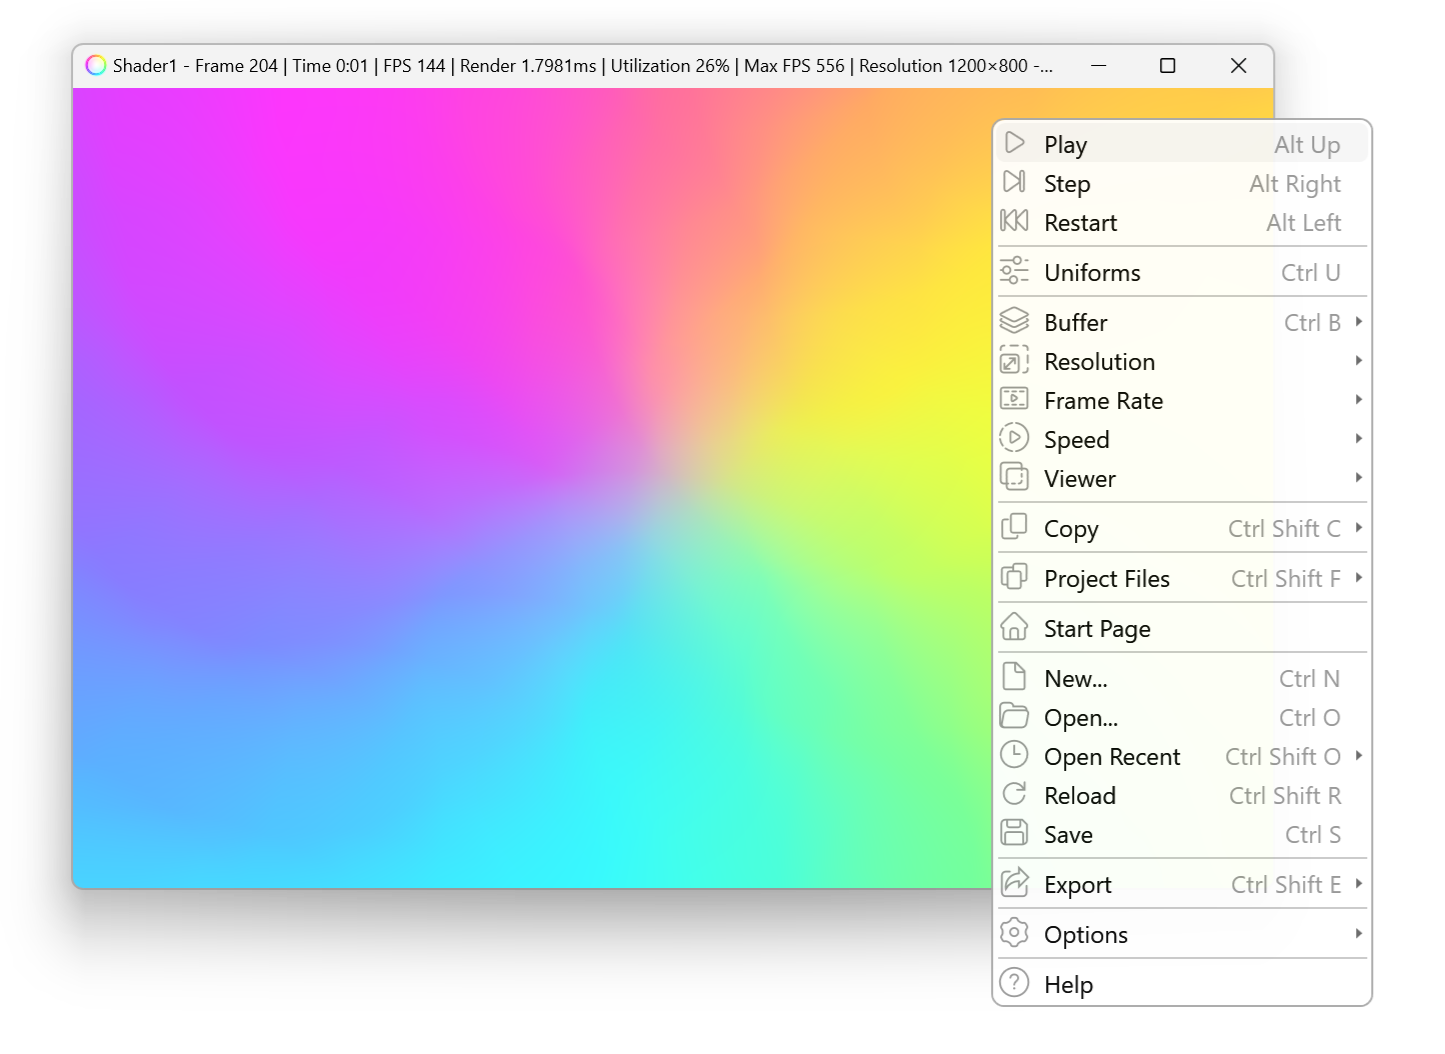 Shader1 - Frame 204 | Time 0:01 | FPS 144 | Render 1.7981ms | Utilization 26% | Max FPS 556 | Resolution 1200×800 -...
Play Alt Up
Step Alt Right
Restart Alt Left
Uniforms Ctrl U
Buffer Ctrl B
Resolution
Frame Rate
Speed
Viewer
Copy Ctrl Shift C
Project Files Ctrl Shift F
Start Page
New... Ctrl N
Open... Ctrl O
Open Recent Ctrl Shift O
Reload Ctrl Shift R
Save Ctrl S
Export Ctrl Shift E
Options
Help